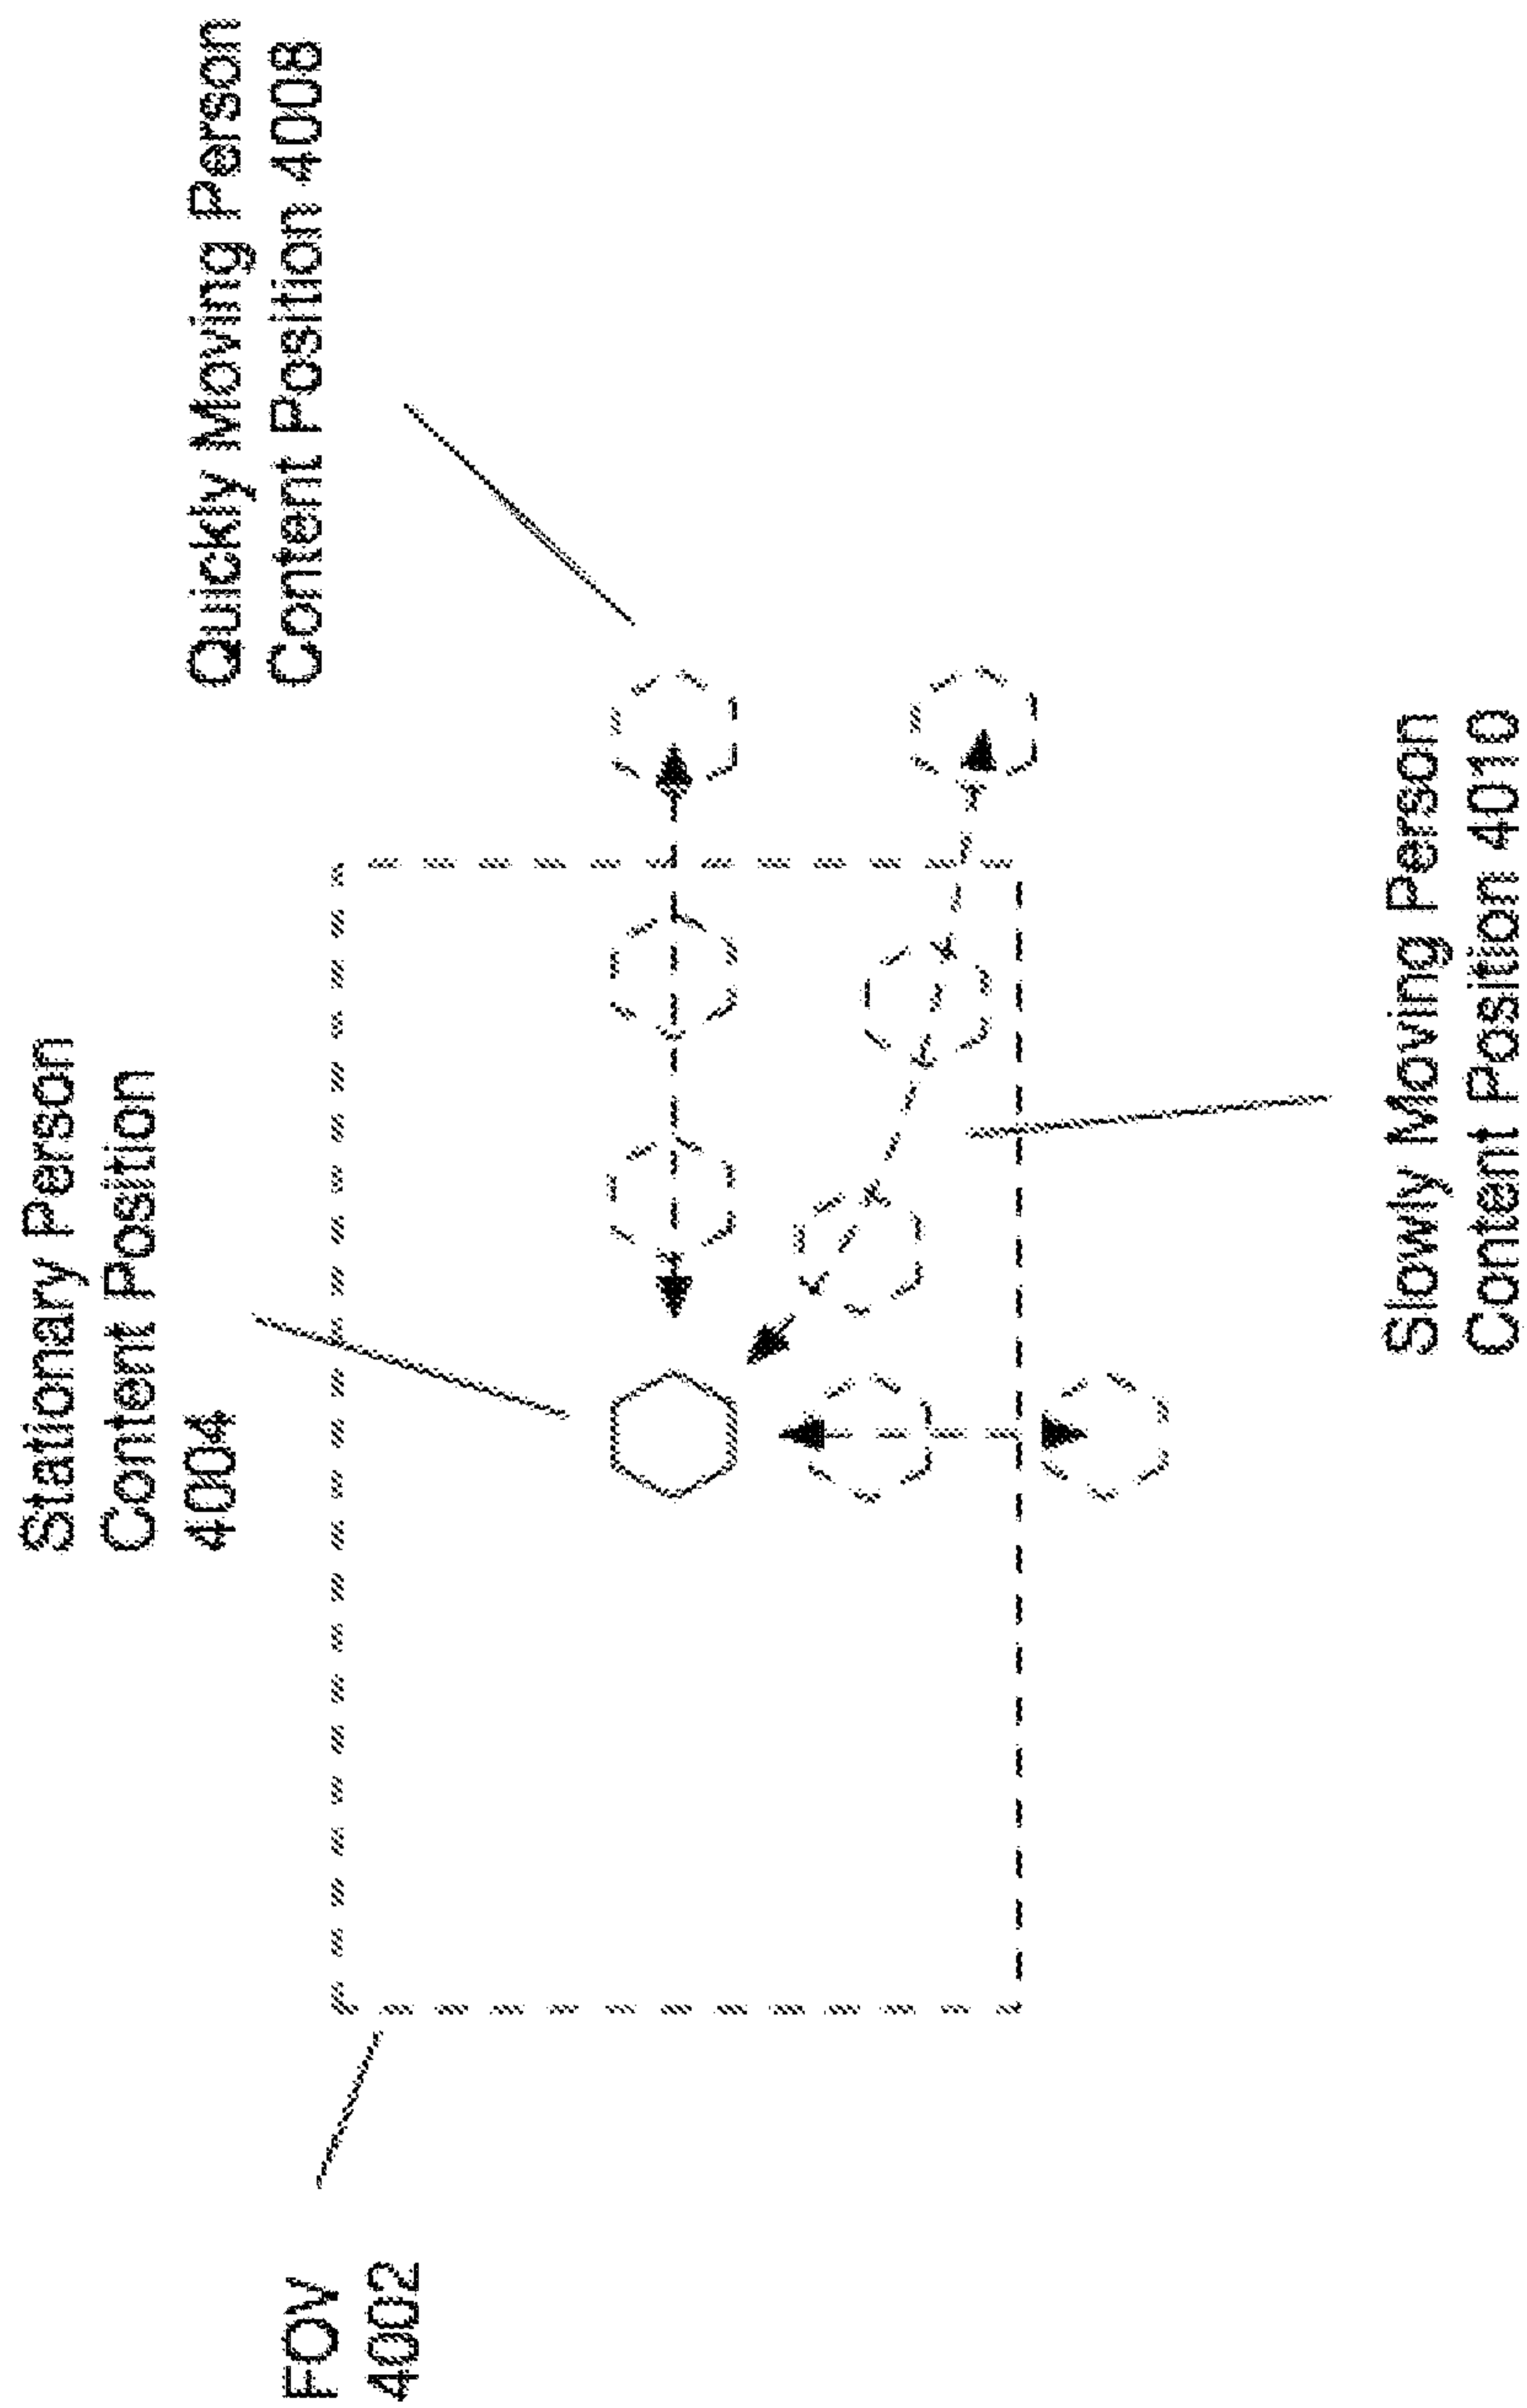 Stationary Person
Content Position
4004
Quickly Moving Person
Content Position 4008
FOV
4002
Slowly Moving Person
Content Position 4010